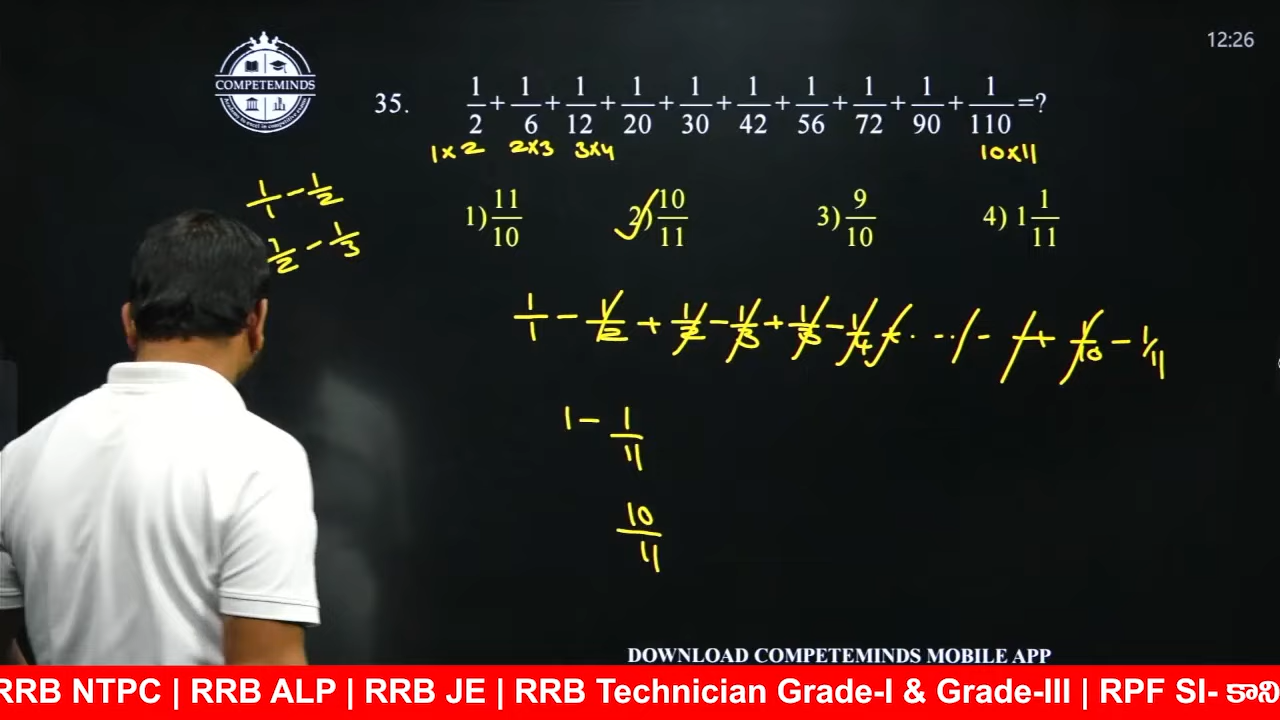 12:26
COMPETEMINDS
35. 1/2 + 1/6 + 1/12 + 1/20 + 1/30 + 1/42 + 1/56 + 1/72 + 1/90 + 1/110 = ?
1×2 2×3 3×4 10×11
1/1 - 1/2
1/2 - 1/3
1) 11/10 2) 10/11 3) 9/10 4) 1 1/11
1/1 - 1/2 + 1/2 - 1/3 + 1/3 - 1/4 + ... - + 1/10 - 1/11
1 - 1/11
10/11
DOWNLOAD COMPETEMINDS MOBILE APP
RRB NTPC | RRB ALP | RRB JE | RRB Technician Grade-I & Grade-III | RPF SI- కాని